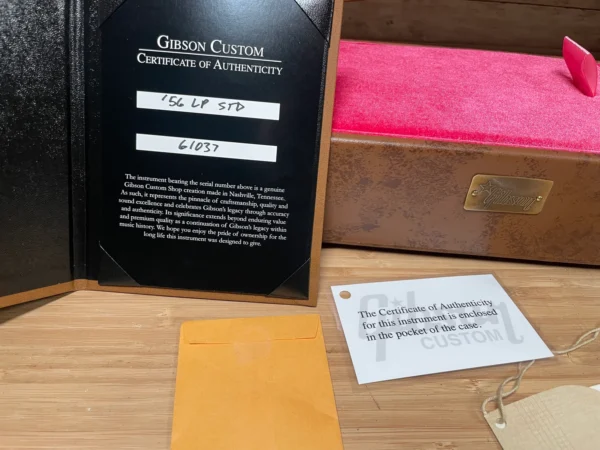 GIBSON CUSTOM
CERTIFICATE OF AUTHENTICITY
'56 LP STD
61037
The instrument bearing the serial number above is a genuine
Gibson Custom Shop creation made in Nashville, Tennessee.
As such, it represents the pinnacle of craftsmanship, quality and
sound excellence and celebrates Gibson's legacy through accuracy
and authenticity. Its significance extends beyond enduring value
and premium quality as a continuation of Gibson's legacy within
music history. We hope you enjoy the pride of ownership for the
long life this instrument was designed to give.
Gibson
The Certificate of Authenticity
for this instrument is enclosed
in the pocket of the case.
Gibson
CUSTOM